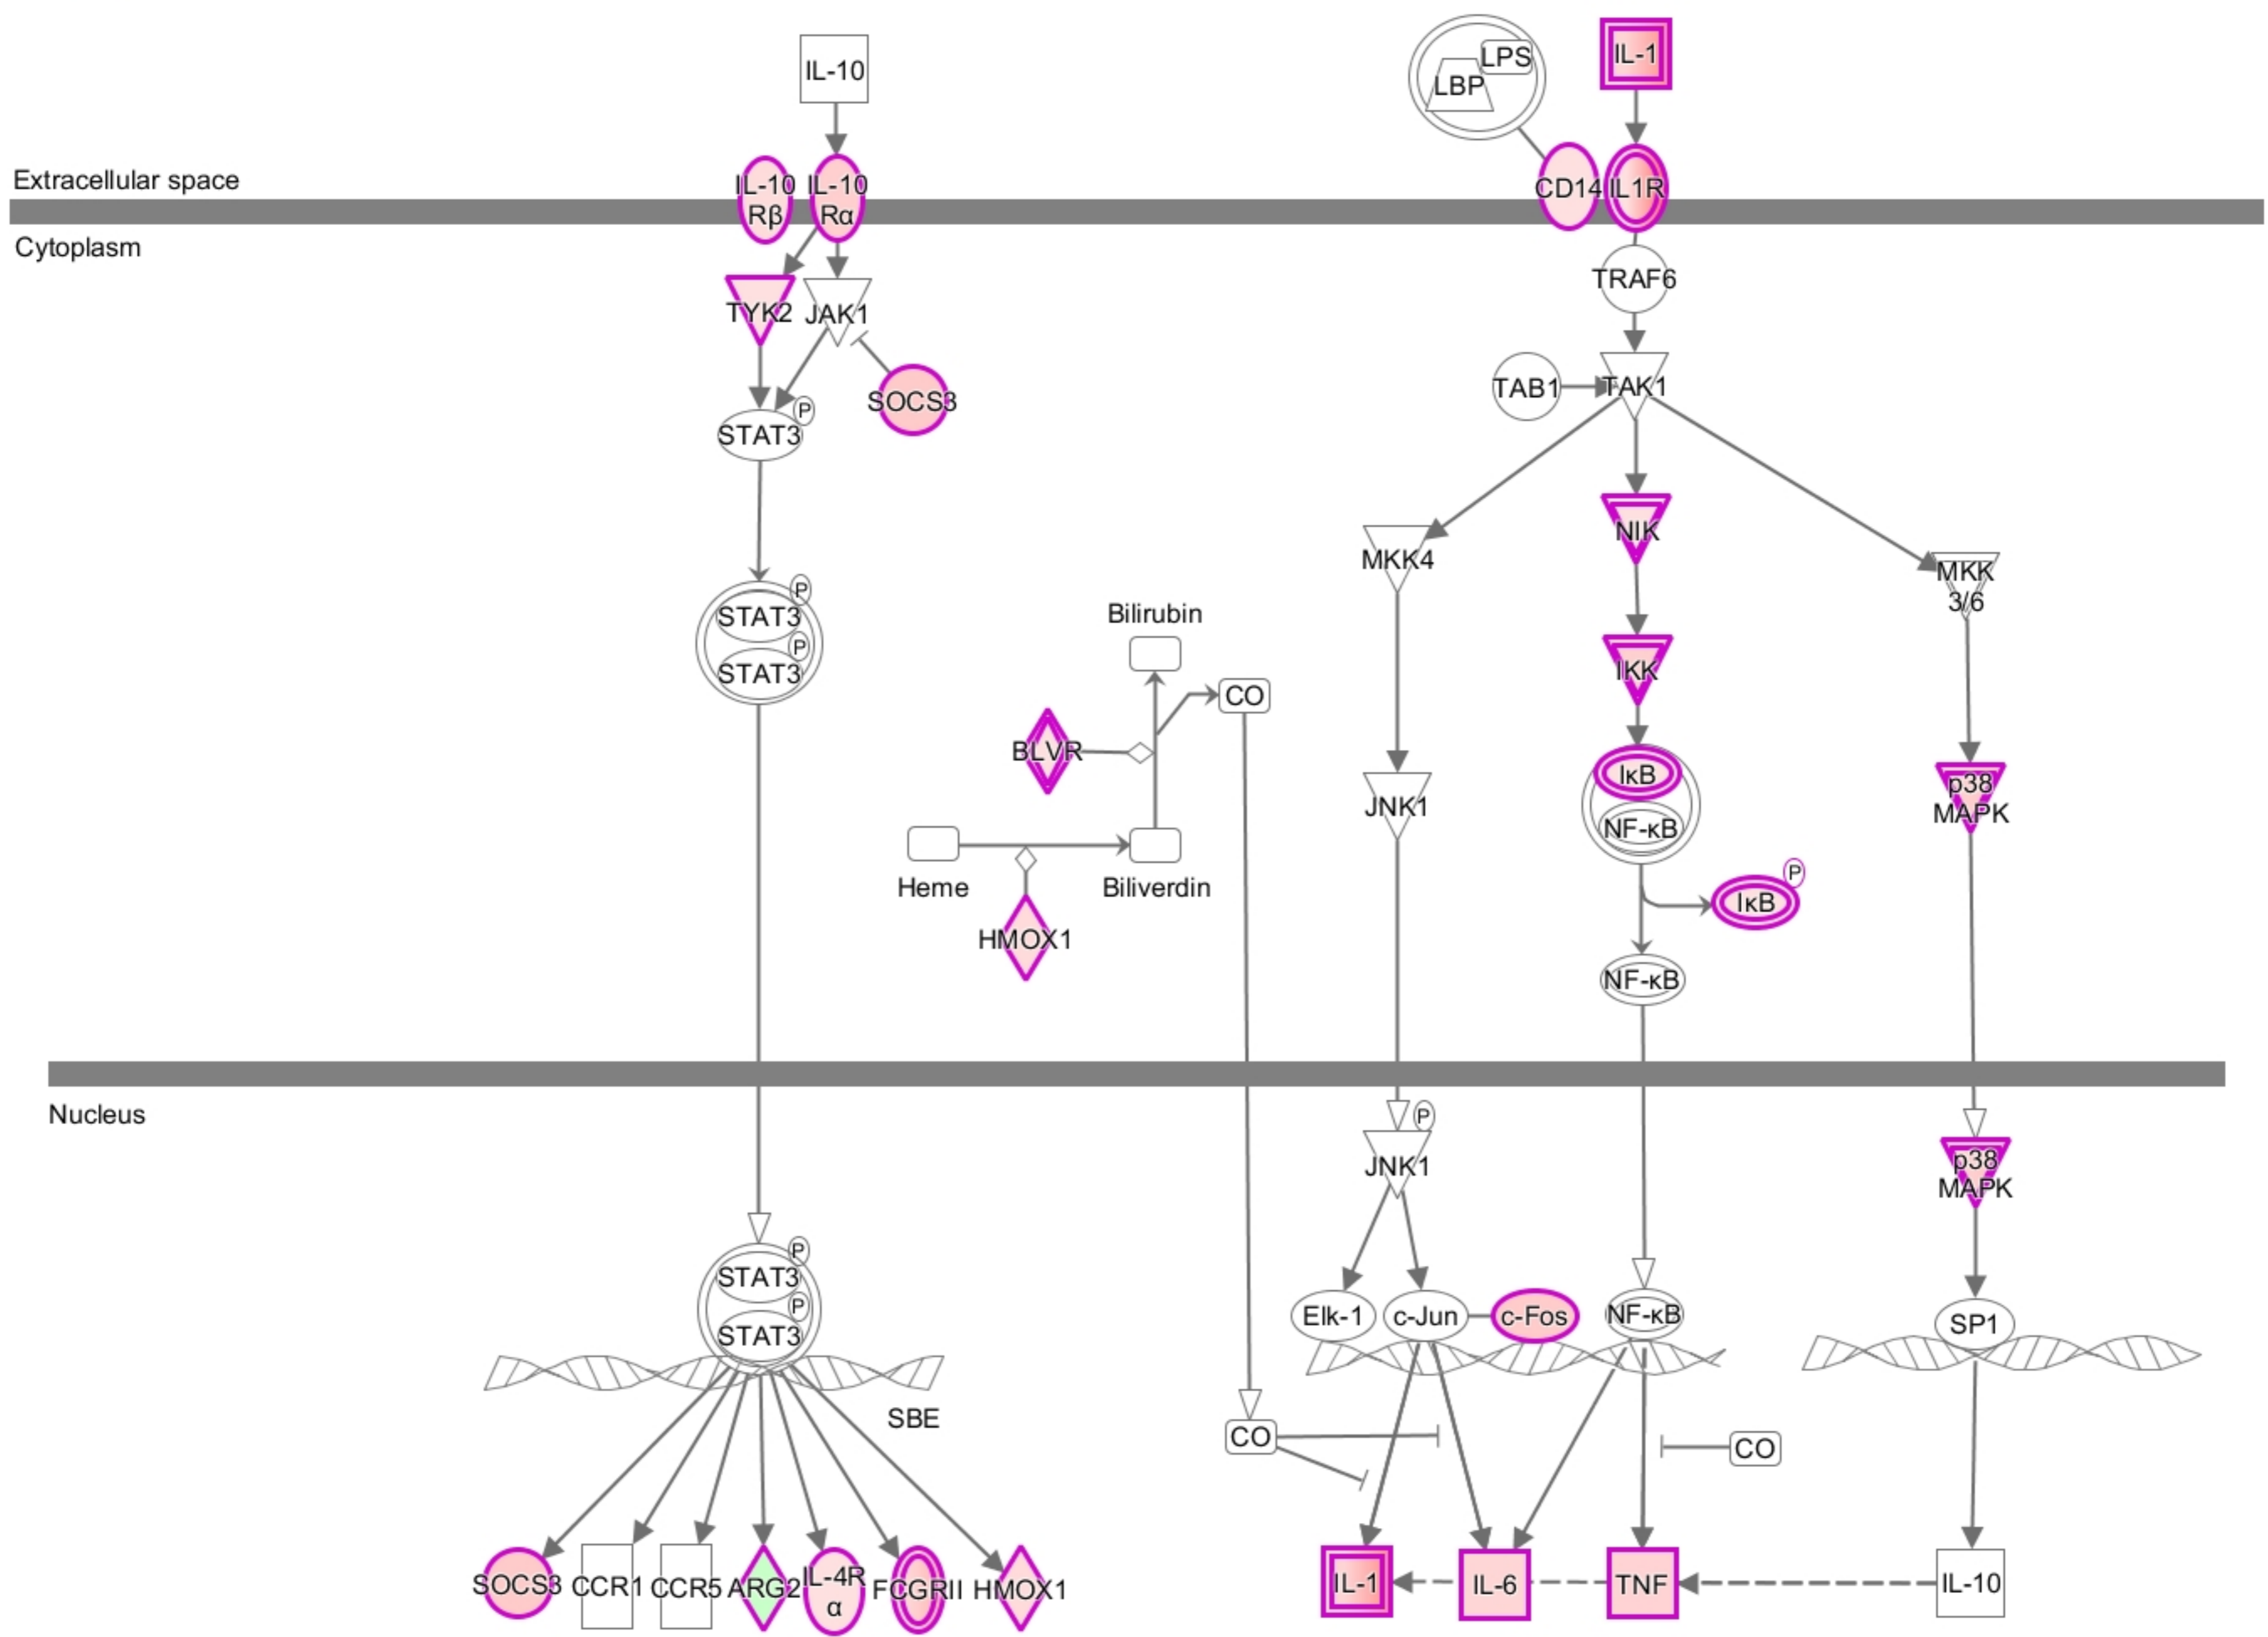 IL-10
LPS
LBP
IL-1
Extracellular space
IL-10
Rβ
IL-10
Rα
CD14
IL1R
Cytoplasm
TYK2
JAK1
TRAF6
SOCS3
TAB1
TAK1
P
STAT3
NIK
MKK4
MKK
3/6
P
STAT3
P
STAT3
Bilirubin
IKK
CO
BLVR
IκB
NF-κB
JNK1
p38
MAPK
Heme
Biliverdin
P
IκB
HMOX1
NF-κB
Nucleus
P
JNK1
p38
MAPK
P
STAT3
P
STAT3
Elk-1
c-Jun
c-Fos
NF-κB
SP1
SBE
CO
CO
SOCS3
CCR1
CCR5
ARG2
IL-4R
α
FCGRII
HMOX1
IL-1
IL-6
TNF
IL-10